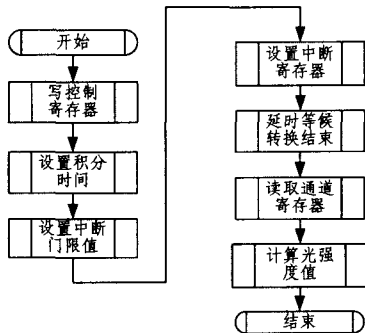 开始
写控制
寄存器
设置积分
时间
设置中断
门限值
设置中断
寄存器
延时等候
转换结束
读取通道
寄存器
计算光强
度值
结束